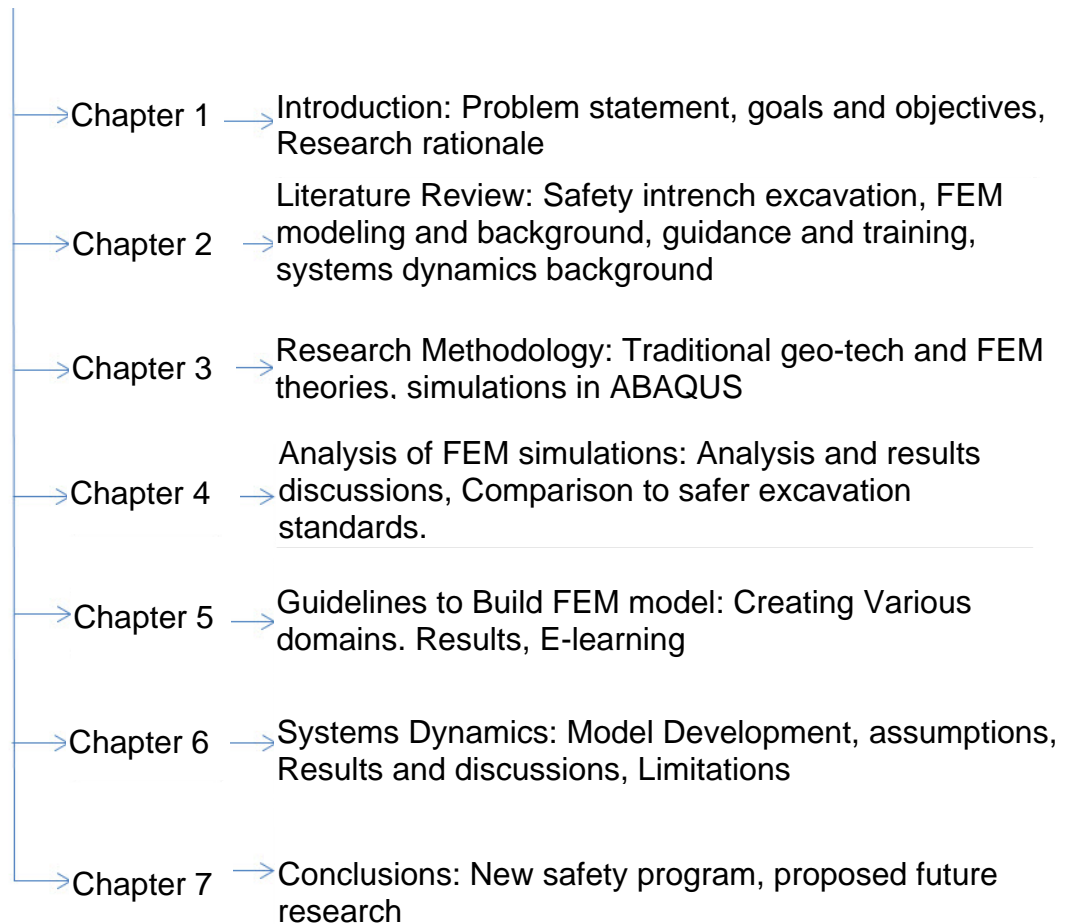 Chapter 1
Introduction: Problem statement, goals and objectives,
Research rationale
Chapter 2
Literature Review: Safety intrench excavation, FEM
modeling and background, guidance and training,
systems dynamics background
Chapter 3
Research Methodology: Traditional geo-tech and FEM
theories. simulations in ABAQUS
Chapter 4
Analysis of FEM simulations: Analysis and results
discussions, Comparison to safer excavation
standards.
Chapter 5
Guidelines to Build FEM model: Creating Various
domains. Results, E-learning
Chapter 6
Systems Dynamics: Model Development, assumptions,
Results and discussions, Limitations
Chapter 7
Conclusions: New safety program, proposed future
research